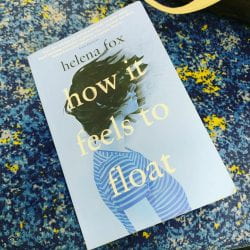 helena fox
how it
feels to
float